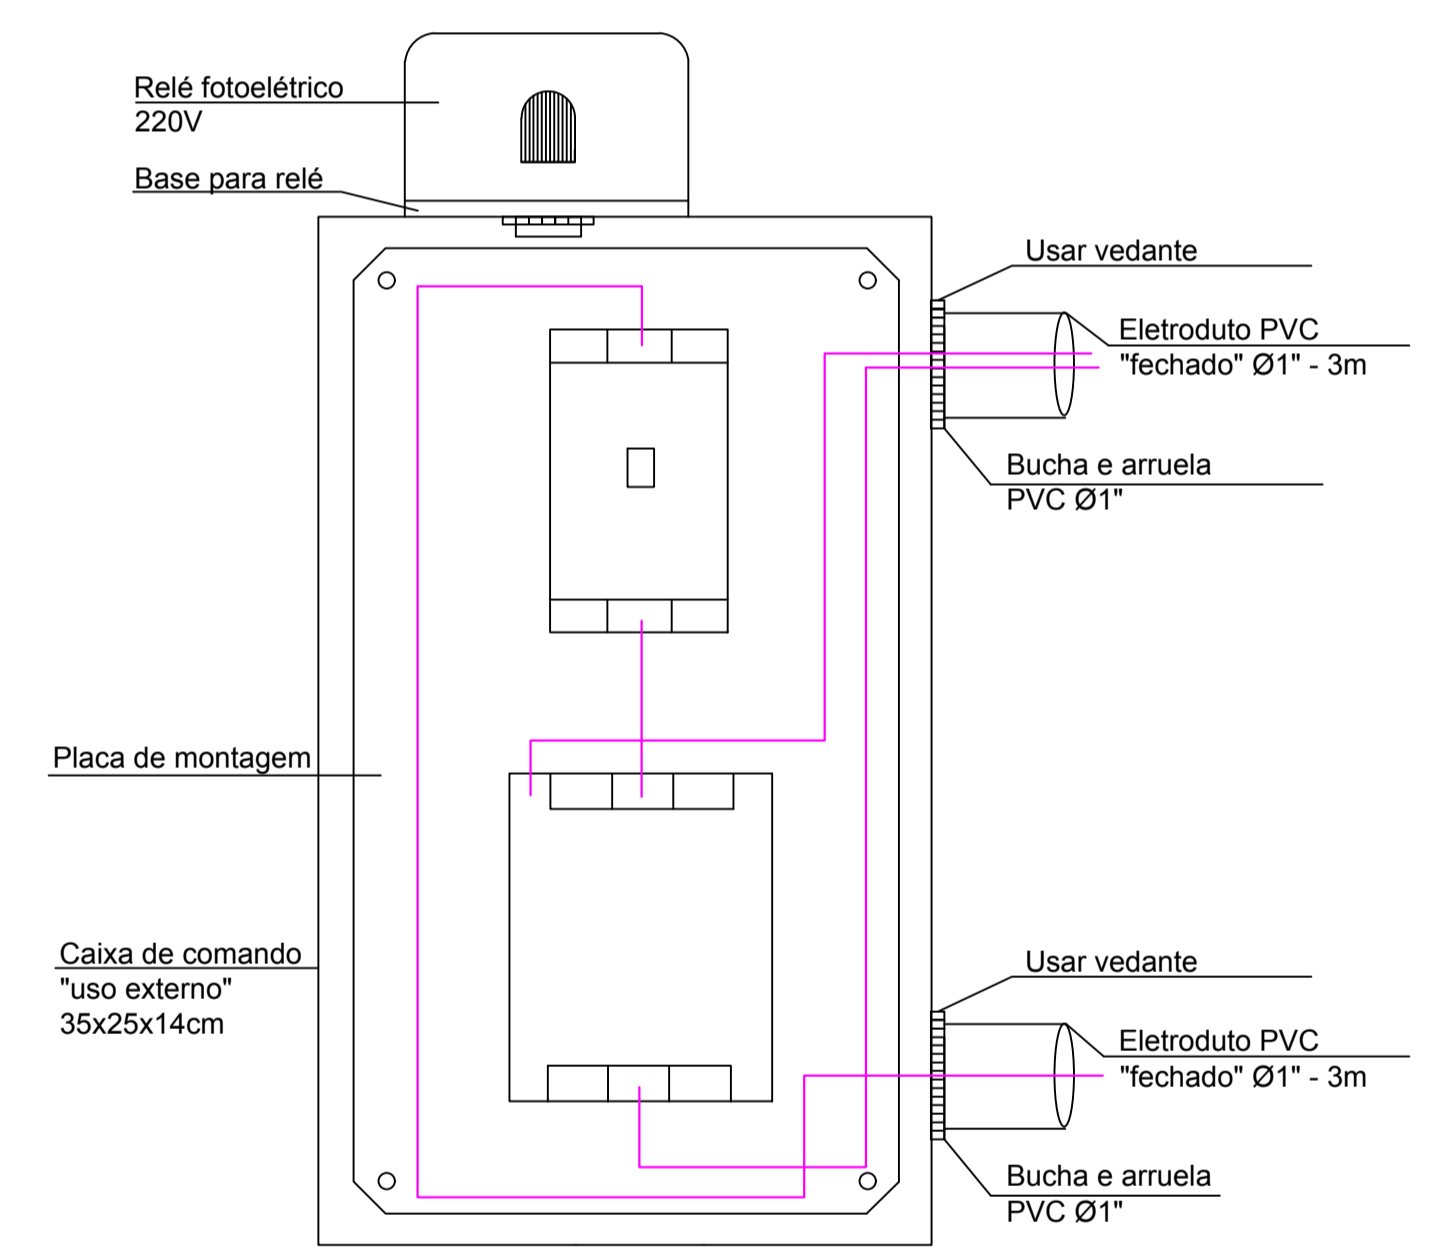 Relé fotoelétrico
220V
Base para relé
Usar vedante
Eletroduto PVC
"fechado" Ø1" - 3m
Bucha e arruela
PVC Ø1"
Placa de montagem
Caixa de comando
"uso externo"
35x25x14cm
Usar vedante
Eletroduto PVC
"fechado" Ø1" - 3m
Bucha e arruela
PVC Ø1"